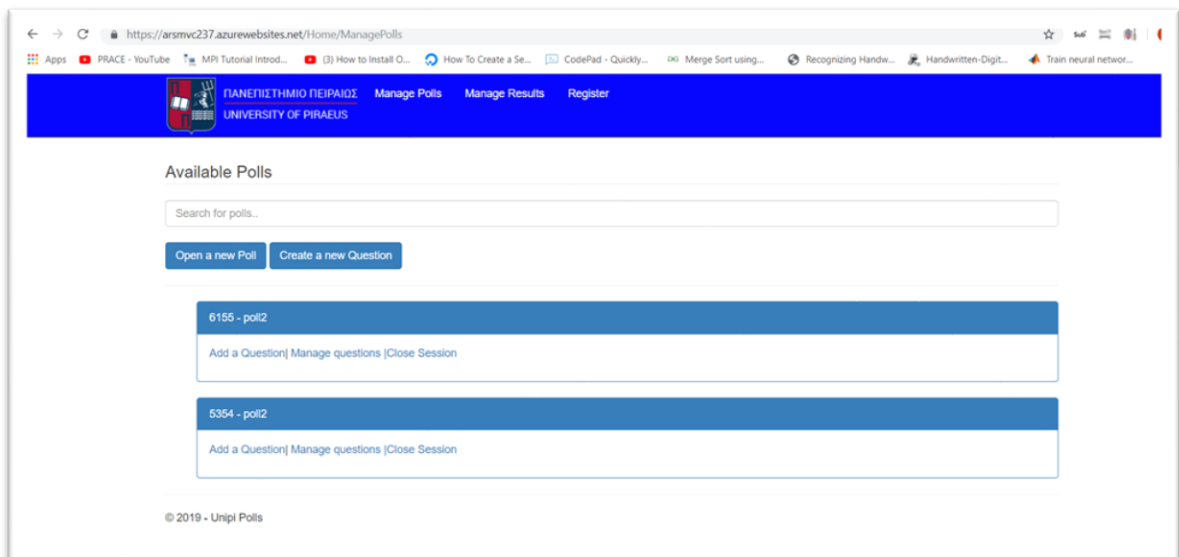 https://arsmvc237.azurewebsites.net/Home/ManagePolls
Apps PRACE - YouTube MPI Tutorial Introd... (3) How to Install O... How To Create a Se... CodePad - Quickly... Merge Sort using... Recognizing Handw... Handwritten-Digit... Train neural networ...
ΠΑΝΕΠΙΣΤΗΜΙΟ ΠΕΙΡΑΙΩΣ Manage Polls Manage Results Register
UNIVERSITY OF PIRAEUS
Available Polls
Search for polls..
Open a new Poll Create a new Question
6155 - poll2
Add a Question| Manage questions |Close Session
5354 - poll2
Add a Question| Manage questions |Close Session
© 2019 - Unipi Polls